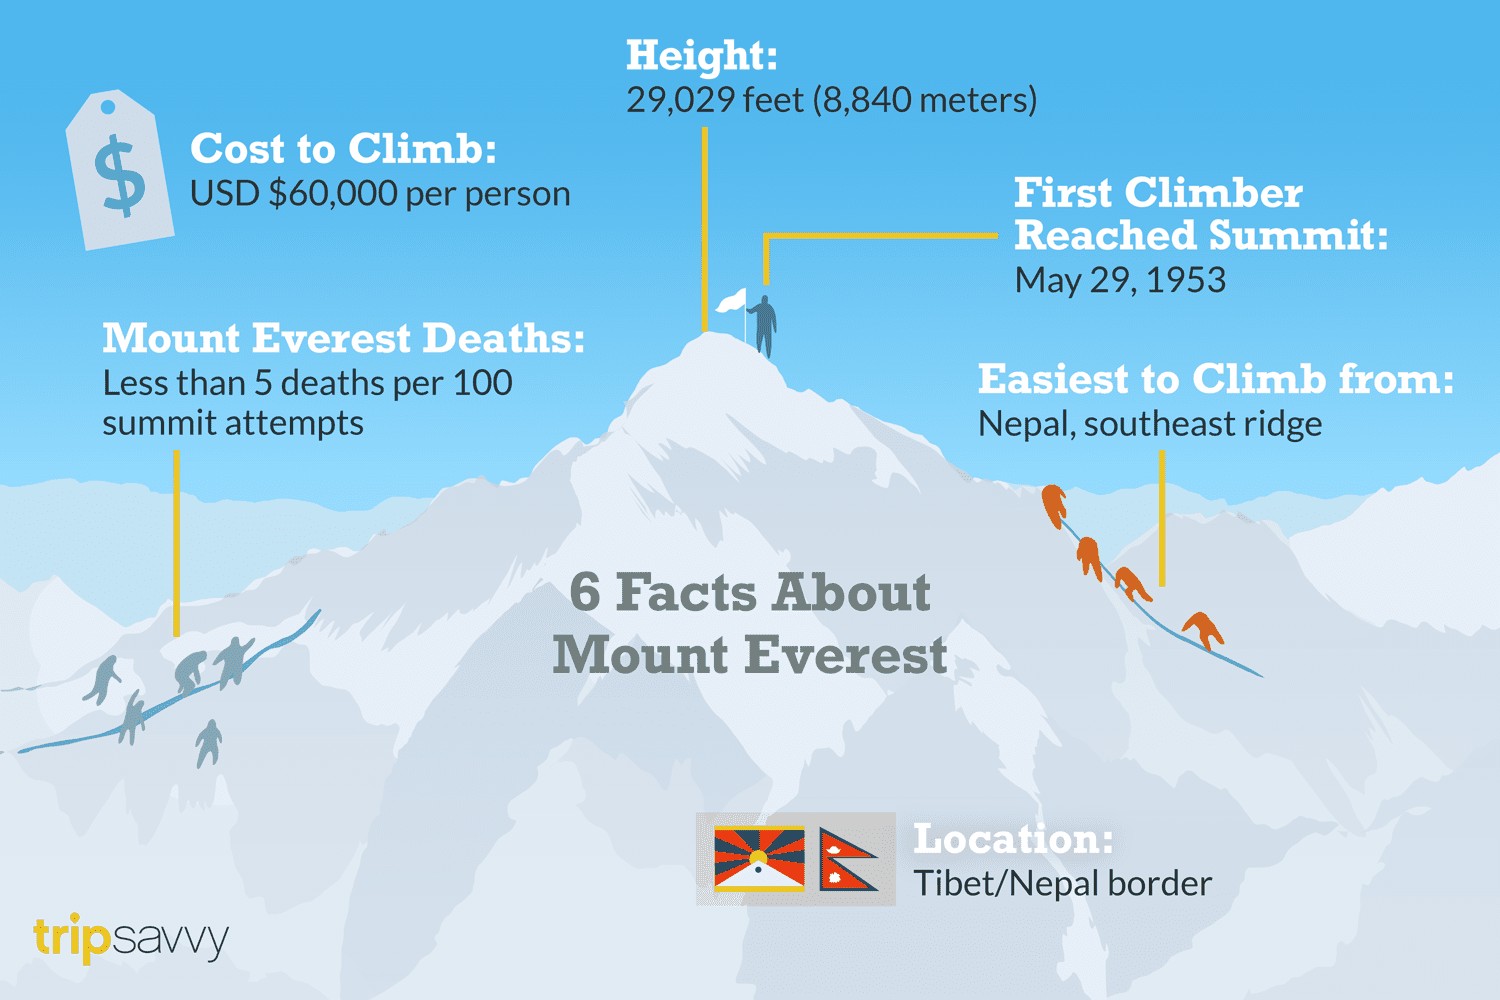 Height:
29,029 feet (8,840 meters)
$
Cost to Climb:
USD $60,000 per person
First Climber
Reached Summit:
May 29, 1953
Mount Everest Deaths:
Less than 5 deaths per 100
summit attempts
Easiest to Climb from:
Nepal, southeast ridge
6 Facts About
Mount Everest
Location:
Tibet/Nepal border
tripsavvy